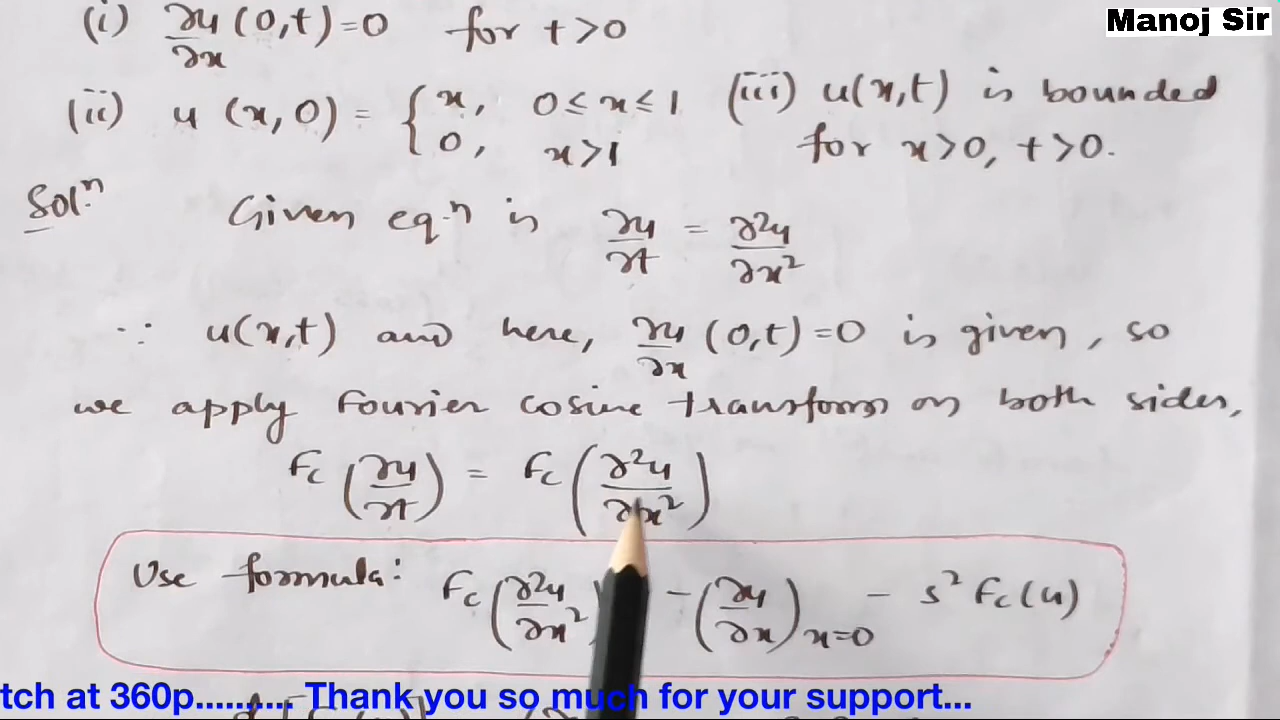 Manoj Sir
(i) ∂u/∂x (0,t)=0 for t>0
(ii) u (x,0) = { x, 0≤x≤1
0, x>1
(iii) u(x,t) is bounded
for x>0, t>0.
Solⁿ. Given eq.ⁿ is ∂u/∂t = ∂²u/∂x²
∵ u(x,t) and here, ∂u/∂x (0,t)=0 is given, so
we apply Fourier cosine transform on both sides,
Fc (∂u/∂t) = Fc (∂²u/∂x²)
Use formula: Fc (∂²u/∂x²) - (∂u/∂x)x=0 - s² Fc(u)
tch at 360p.......... Thank you so much for your support...